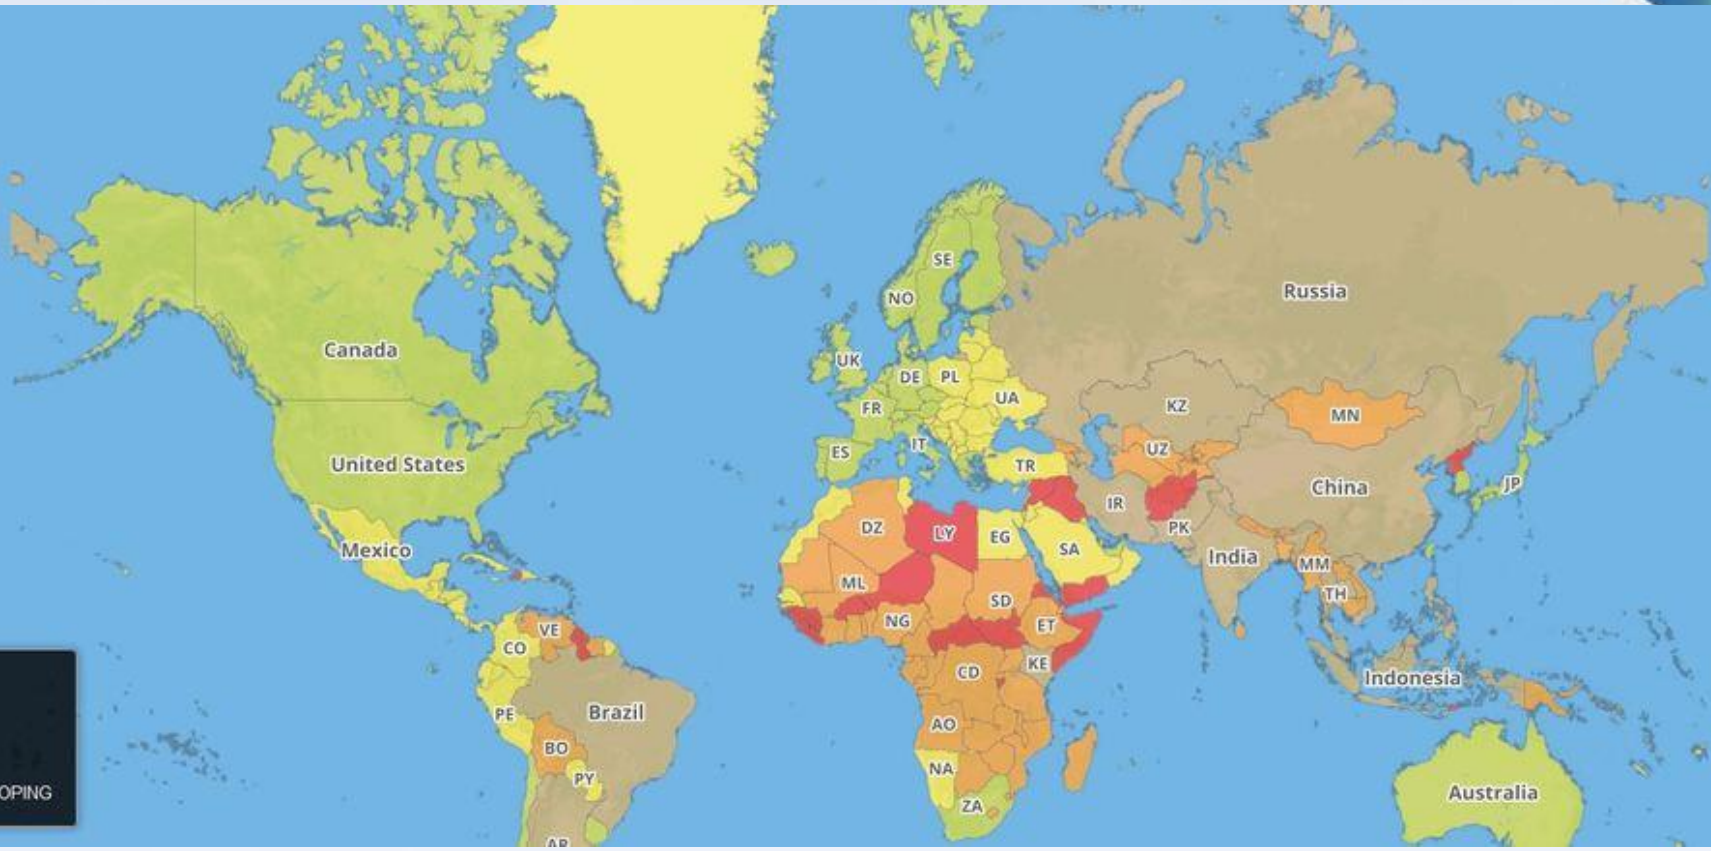 SE
Russia
NO
Canada
UK
DE
PL
UA
FR
KZ
MN
IT
ES
UZ
United States
TR
China
JP
IR
DZ
PK
LY
EG
Mexico
SA
India
MM
ML
TH
SD
NG
ET
VE
CO
KE
CD
Indonesia
PE
Brazil
AO
BO
NA
PY
OPING
Australia
ZA
AR